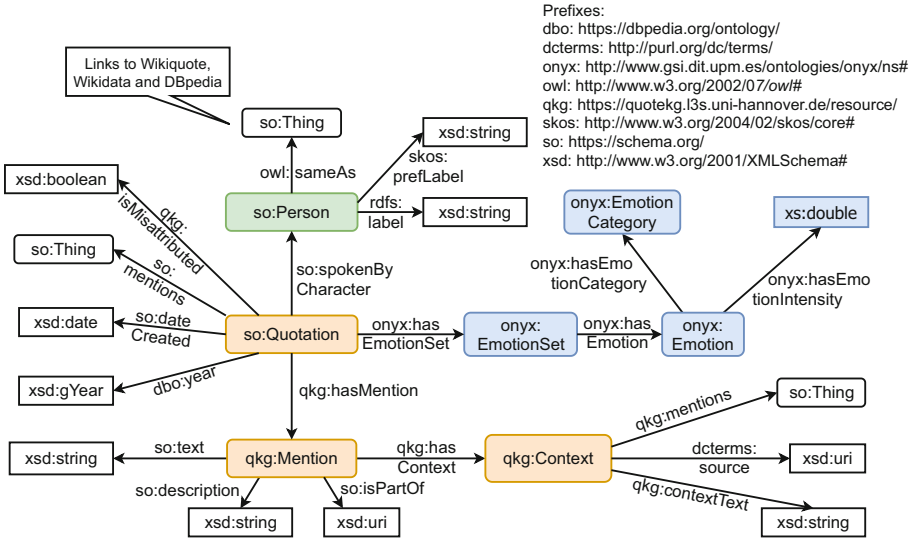 Prefixes:
dbo: https://dbpedia.org/ontology/
dcterms: http://purl.org/dc/terms/
onyx: http://www.gsi.dit.upm.es/ontologies/onyx/ns#
owl: http://www.w3.org/2002/07/owl#
qkg: https://quotekg.l3s.uni-hannover.de/resource/
skos: http://www.w3.org/2004/02/skos/core#
so: https://schema.org/
xsd: http://www.w3.org/2001/XMLSchema#
Links to Wikiquote,
Wikidata and DBpedia
so:Thing
xsd:string
skos:
prefLabel
owl: sameAs
xsd:boolean
qkg:
isMisattributed
so:Person
rdfs:
label
xsd:string
onyx:Emotion
Category
xs:double
so:Thing
so:
mentions
so:spokenBy
Character
onyx:hasEmo
tionCategory
onyx:hasEmo
tionIntensity
xsd:date
so:date
Created
so:Quotation
onyx:has
EmotionSet
onyx:
EmotionSet
onyx:has
Emotion
onyx:
Emotion
xsd:gYear
dbo:year
qkg:hasMention
so:Thing
qkg:mentions
xsd:string
so:text
qkg:Mention
qkg:has
Context
qkg:Context
dcterms:
source
xsd:uri
so:description
so:isPartOf
qkg:contextText
xsd:string
xsd:uri
xsd:string